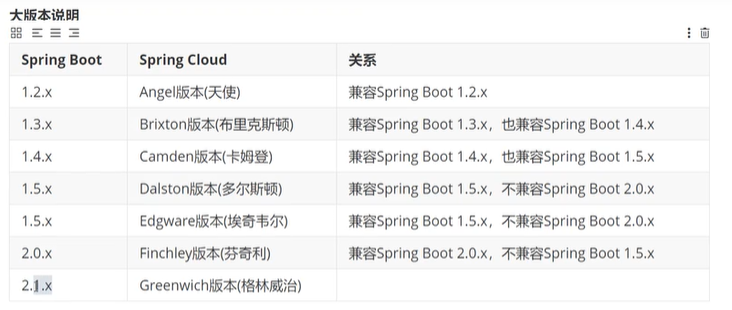 大版本说明
Spring Boot Spring Cloud 关系
1.2.x Angel版本(天使) 兼容Spring Boot 1.2.x
1.3.x Brixton版本(布里克斯顿) 兼容Spring Boot 1.3.x，也兼容Spring Boot 1.4.x
1.4.x Camden版本(卡姆登) 兼容Spring Boot 1.4.x，也兼容Spring Boot 1.5.x
1.5.x Dalston版本(多尔斯顿) 兼容Spring Boot 1.5.x，不兼容Spring Boot 2.0.x
1.5.x Edgware版本(埃奇韦尔) 兼容Spring Boot 1.5.x，不兼容Spring Boot 2.0.x
2.0.x Finchley版本(芬奇利) 兼容Spring Boot 2.0.x，不兼容Spring Boot 1.5.x
2.1.x Greenwich版本(格林威治)